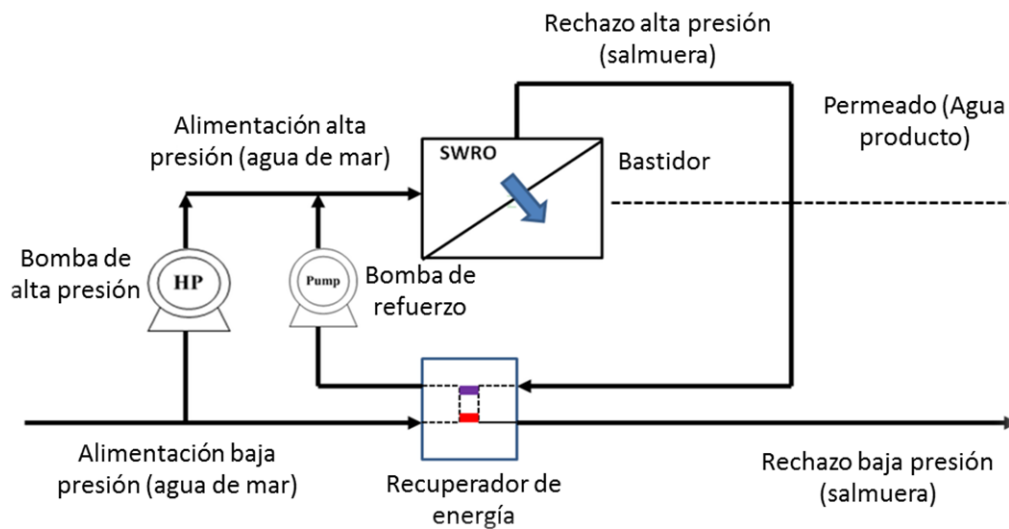 Rechazo alta presión
(salmuera)
Permeado (Agua
producto)
Alimentación alta
presión (agua de mar)
SWRO
Bastidor
Bomba de
alta presión
HP
Pump
Bomba de
refuerzo
Alimentación baja
presión (agua de mar)
Recuperador de
energía
Rechazo baja presión
(salmuera)